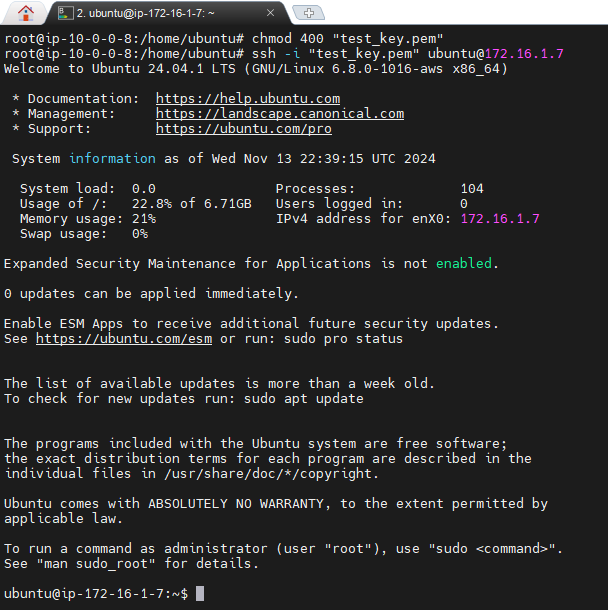 2. ubuntu@ip-172-16-1-7: ~
root@ip-10-0-0-8:/home/ubuntu# chmod 400 "test_key.pem"
root@ip-10-0-0-8:/home/ubuntu# ssh -i "test_key.pem" ubuntu@172.16.1.7
Welcome to Ubuntu 24.04.1 LTS (GNU/Linux 6.8.0-1016-aws x86_64)
* Documentation:  https://help.ubuntu.com
* Management:     https://landscape.canonical.com
* Support:        https://ubuntu.com/pro
System information as of Wed Nov 13 22:39:15 UTC 2024
System load:  0.0               Processes:             104
Usage of /:   22.8% of 6.71GB   Users logged in:       0
Memory usage: 21%               IPv4 address for enX0: 172.16.1.7
Swap usage:   0%
Expanded Security Maintenance for Applications is not enabled.
0 updates can be applied immediately.
Enable ESM Apps to receive additional future security updates.
See https://ubuntu.com/esm or run: sudo pro status
The list of available updates is more than a week old.
To check for new updates run: sudo apt update
The programs included with the Ubuntu system are free software;
the exact distribution terms for each program are described in the
individual files in /usr/share/doc/*/copyright.
Ubuntu comes with ABSOLUTELY NO WARRANTY, to the extent permitted by
applicable law.
To run a command as administrator (user "root"), use "sudo <command>".
See "man sudo_root" for details.
ubuntu@ip-172-16-1-7:~$